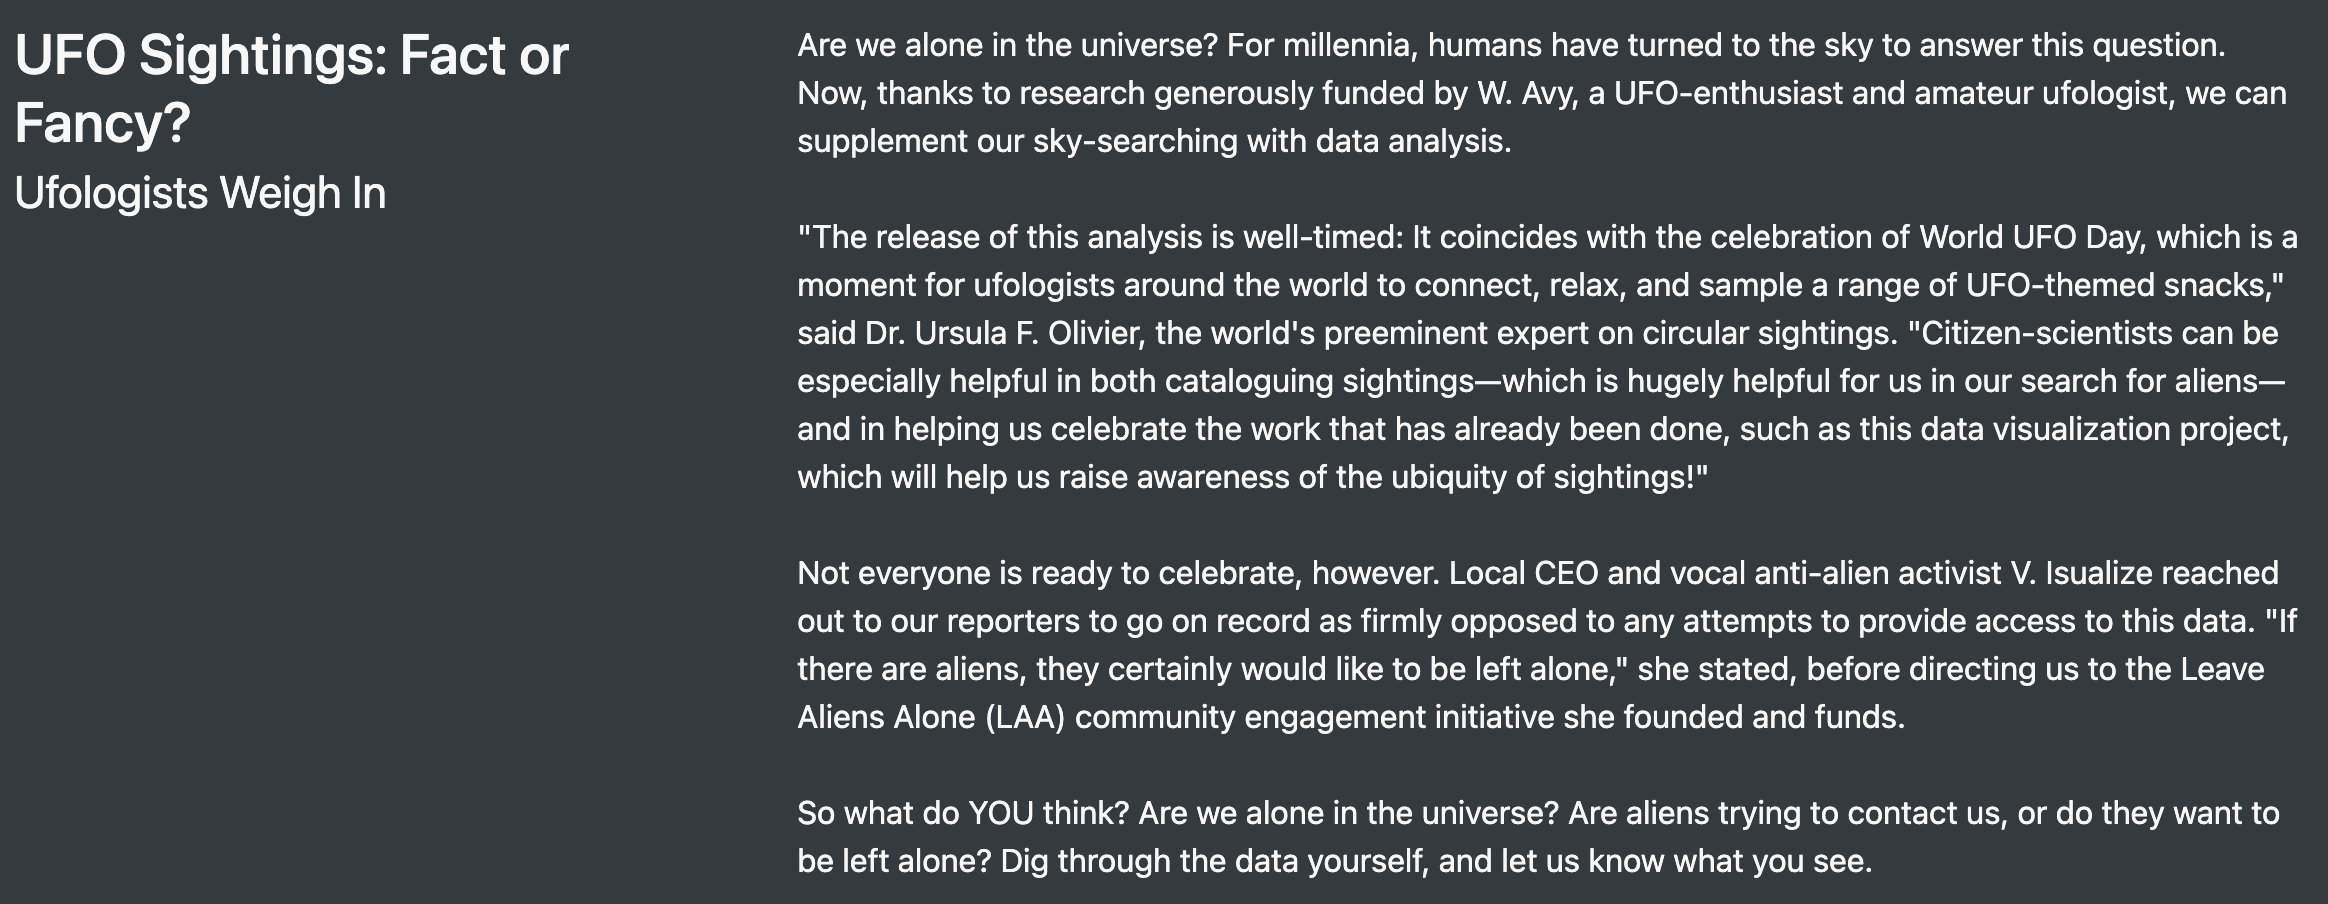 UFO Sightings: Fact or
Fancy?
Ufologists Weigh In
Are we alone in the universe? For millennia, humans have turned to the sky to answer this question.
Now, thanks to research generously funded by W. Avy, a UFO-enthusiast and amateur ufologist, we can
supplement our sky-searching with data analysis.
"The release of this analysis is well-timed: It coincides with the celebration of World UFO Day, which is a
moment for ufologists around the world to connect, relax, and sample a range of UFO-themed snacks,"
said Dr. Ursula F. Olivier, the world's preeminent expert on circular sightings. "Citizen-scientists can be
especially helpful in both cataloguing sightings—which is hugely helpful for us in our search for aliens—
and in helping us celebrate the work that has already been done, such as this data visualization project,
which will help us raise awareness of the ubiquity of sightings!"
Not everyone is ready to celebrate, however. Local CEO and vocal anti-alien activist V. Isualize reached
out to our reporters to go on record as firmly opposed to any attempts to provide access to this data. "If
there are aliens, they certainly would like to be left alone," she stated, before directing us to the Leave
Aliens Alone (LAA) community engagement initiative she founded and funds.
So what do YOU think? Are we alone in the universe? Are aliens trying to contact us, or do they want to
be left alone? Dig through the data yourself, and let us know what you see.